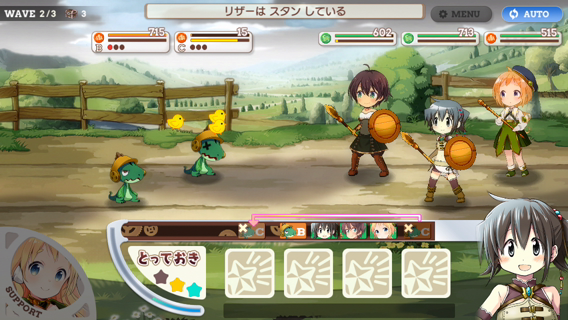 WAVE 2/3 3
リザーは スタン している
MENU
AUTO
715
B
15
C
602
713
515
C B C
とっておき
SUPPORT